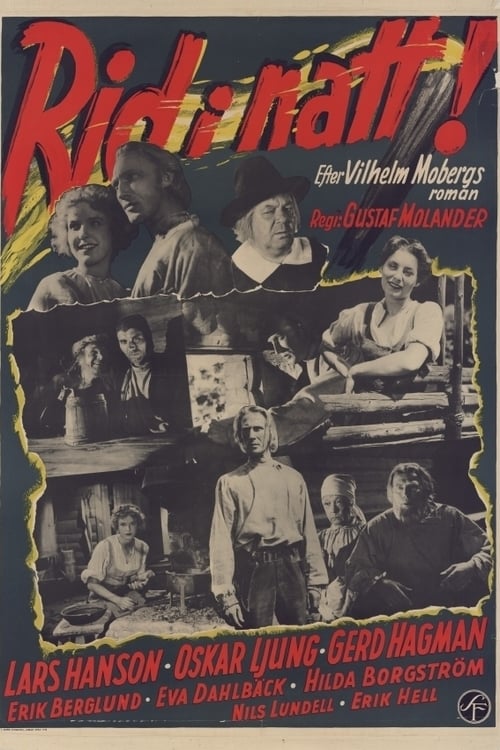 Rid i natt!
Efter Vilhelm Mobergs
roman
Regi: GUSTAF MOLANDER
LARS HANSON · OSKAR LJUNG · GERD HAGMAN
ERIK BERGLUND · EVA DAHLBÄCK · HILDA BORGSTRÖM
NILS LUNDELL · ERIK HELL
SF